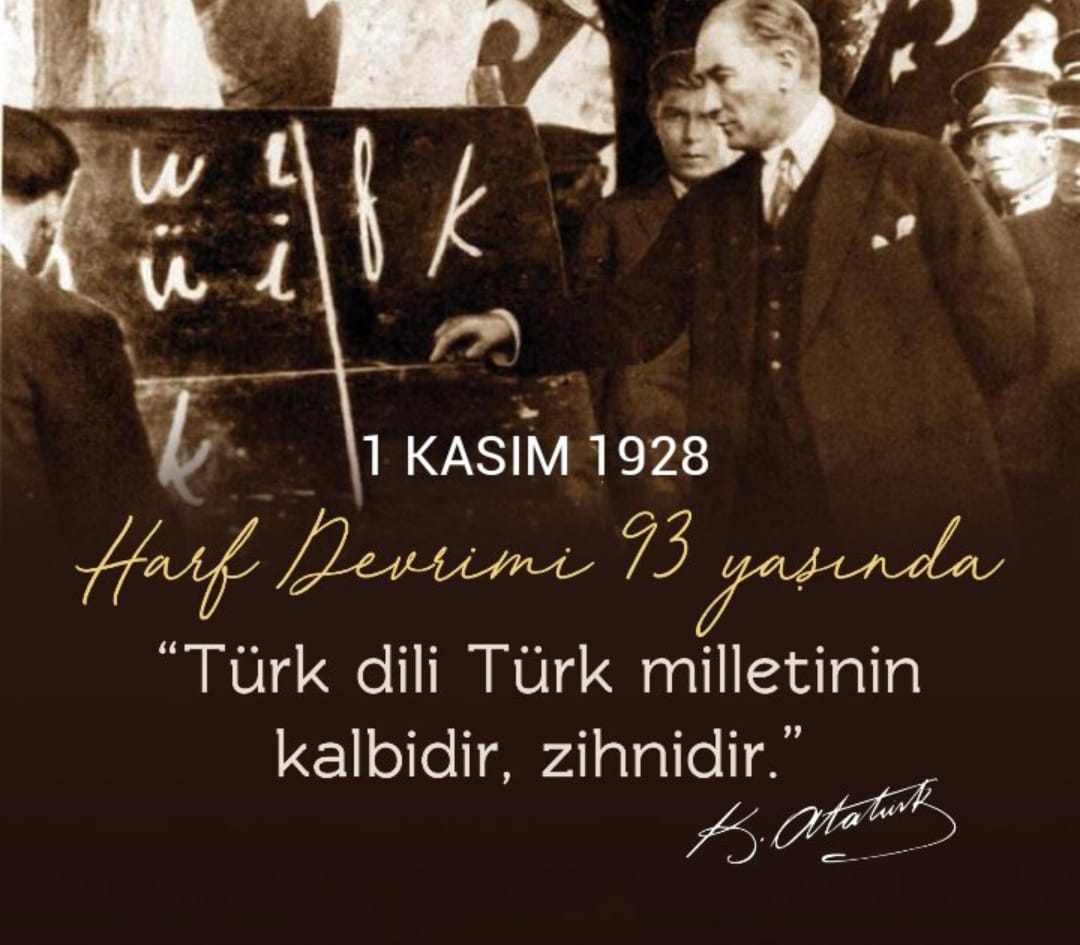 u ı f k
ü i
k
1 KASIM 1928
Harf Devrimi 93 yaşında
“Türk dili Türk milletinin
kalbidir, zihnidir.”
K. Atatürk